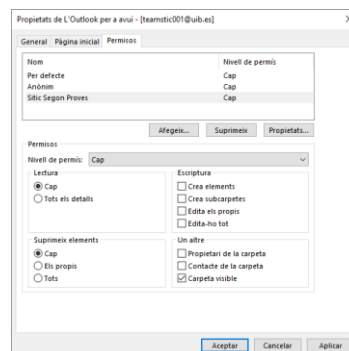 Propietats de L'Outlook per a avui - [teamstic001@uib.es]
General Pàgina inicial Permisos
Nom Nivell de permís
Per defecte Cap
Anònim Cap
Sitic Segon Proves Cap
Afegeix... Suprimeix Propietats...
Permisos
Nivell de permís: Cap
Lectura
Cap
Tots els detalls
Escriptura
Crea elements
Crea subcarpetes
Edita els propis
Edita-ho tot
Suprimeix elements
Cap
Els propis
Tots
Un altre
Propietari de la carpeta
Contacte de la carpeta
Carpeta visible
Aceptar Cancelar Aplicar